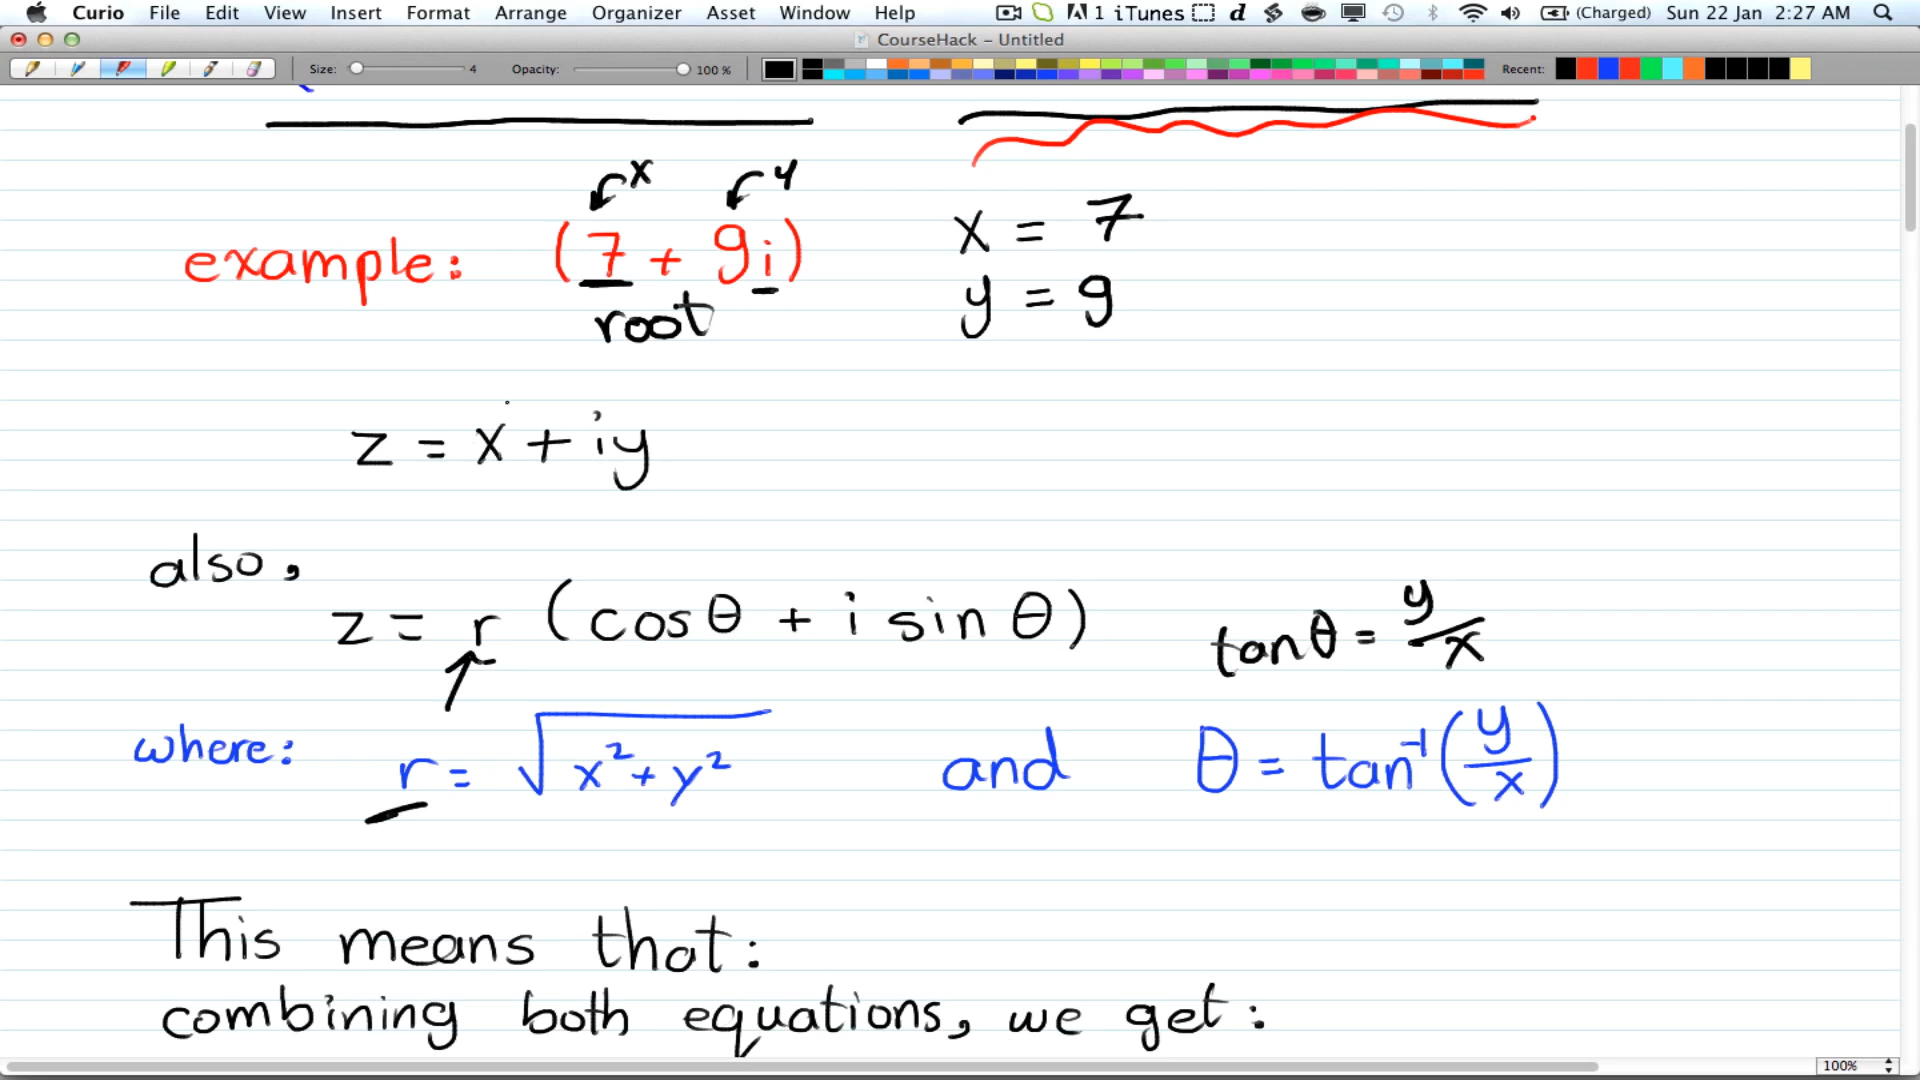 Curio File Edit View Insert Format Arrange Organizer Asset Window Help 1 iTunes d (Charged) Sun 22 Jan 2:27 AM
CourseHack – Untitled
Size: 4 Opacity: 100 % Recent:
x y
example: (7 + 9i) x = 7
root y = 9
z = x + iy
also,
z = r (cosθ + i sin θ) tanθ = y/x
where: r = √x²+y² and θ = tan⁻¹(y/x)
This means that:
combining both equations, we get:
100%